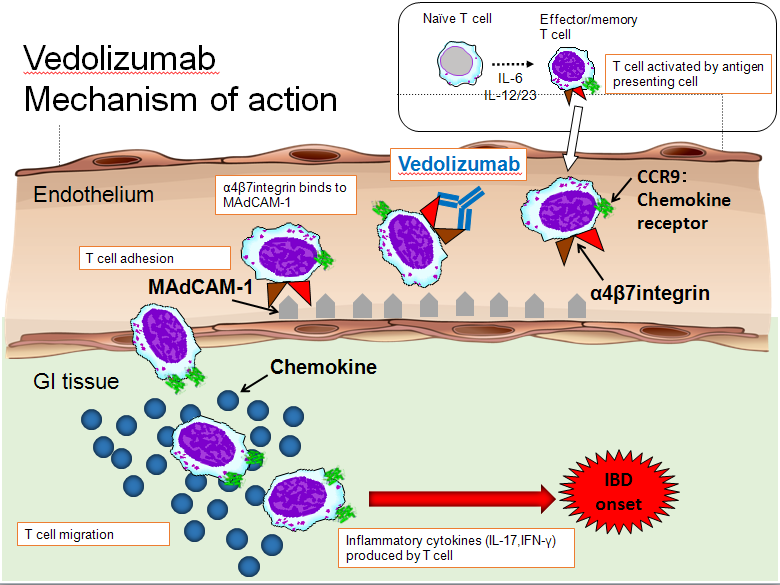 Vedolizumab
Mechanism of action
Naïve T cell
Effector/memory
T cell
IL-6
IL-12/23
T cell activated by antigen
presenting cell
Endothelium
α4β7integrin binds to
MAdCAM-1
Vedolizumab
CCR9:
Chemokine
receptor
T cell adhesion
MAdCAM-1
α4β7integrin
GI tissue
Chemokine
IBD
onset
T cell migration
Inflammatory cytokines (IL-17,IFN-γ)
produced by T cell